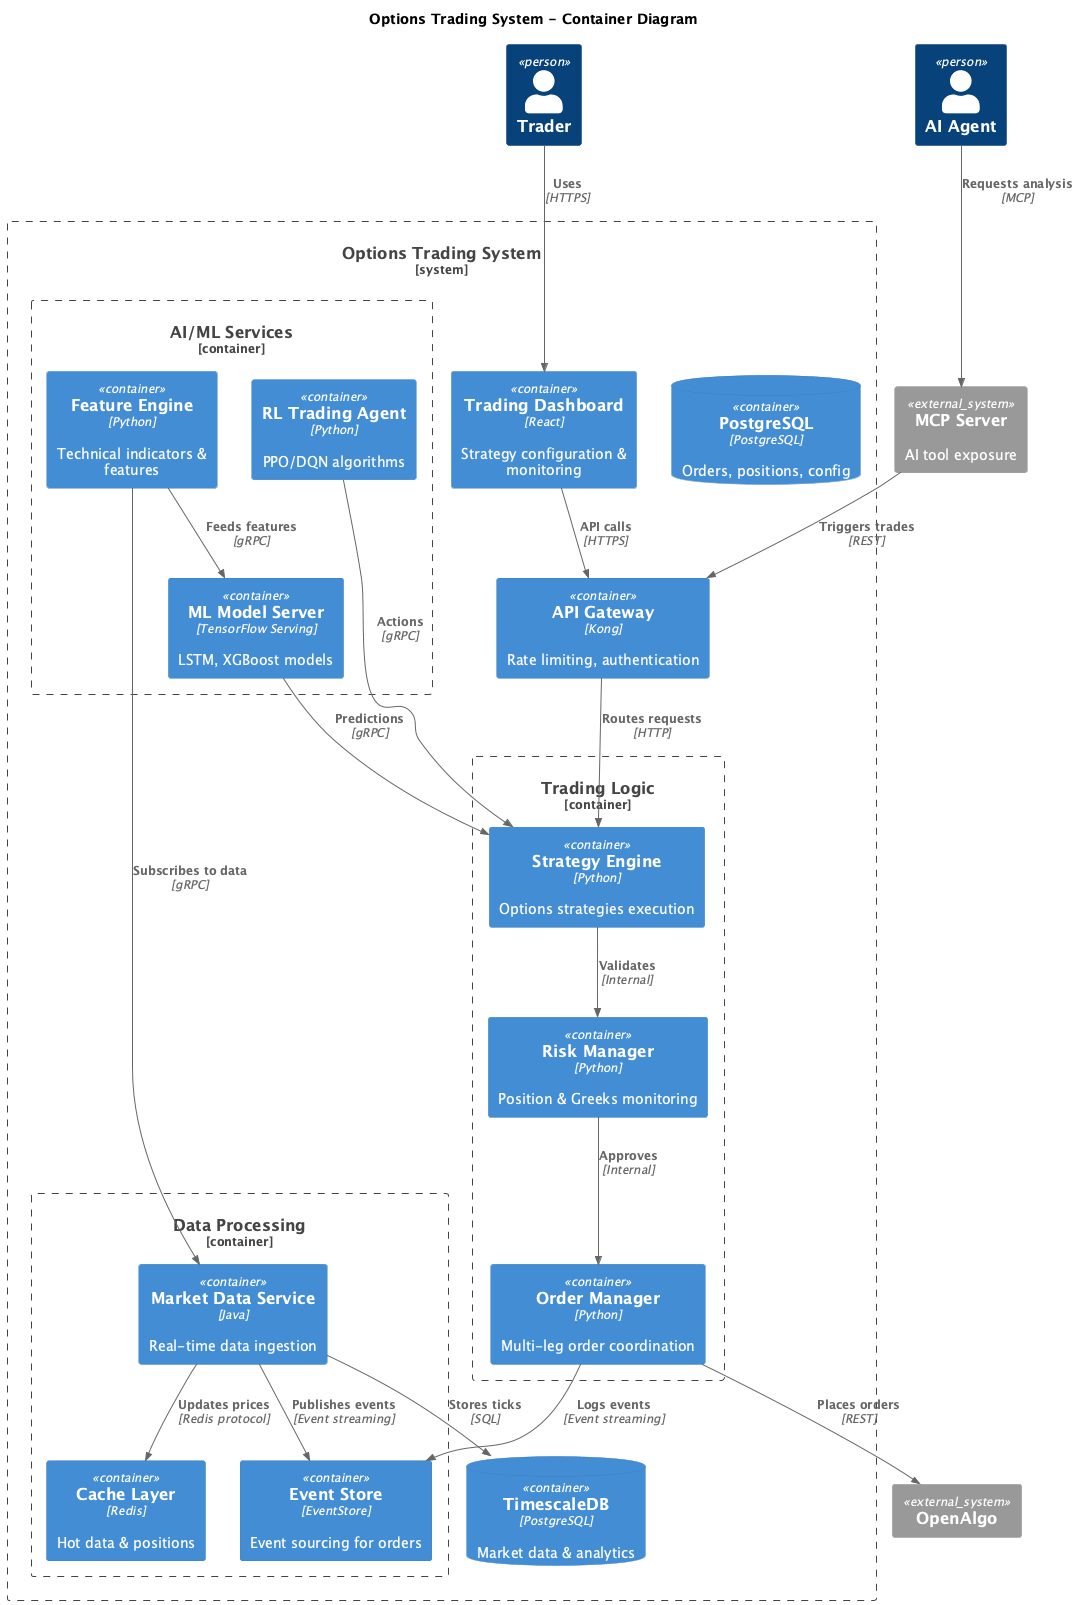 Options Trading System - Container Diagram
«person»
Trader
«person»
AI Agent
Uses
[HTTPS]
Requests analysis
[MCP]
Options Trading System
[system]
AI/ML Services
[container]
«container»
Feature Engine
[Python]
Technical indicators &
features
«container»
RL Trading Agent
[Python]
PPO/DQN algorithms
«container»
Trading Dashboard
[React]
Strategy configuration &
monitoring
«container»
PostgreSQL
[PostgreSQL]
Orders, positions, config
«external_system»
MCP Server
AI tool exposure
Feeds features
[gRPC]
API calls
[HTTPS]
Triggers trades
[REST]
«container»
ML Model Server
[TensorFlow Serving]
LSTM, XGBoost models
Actions
[gRPC]
«container»
API Gateway
[Kong]
Rate limiting, authentication
Predictions
[gRPC]
Routes requests
[HTTP]
Trading Logic
[container]
«container»
Strategy Engine
[Python]
Options strategies execution
Subscribes to data
[gRPC]
Validates
[Internal]
«container»
Risk Manager
[Python]
Position & Greeks monitoring
Approves
[Internal]
Data Processing
[container]
«container»
Market Data Service
[Java]
Real-time data ingestion
«container»
Order Manager
[Python]
Multi-leg order coordination
Updates prices
[Redis protocol]
Publishes events
[Event streaming]
Stores ticks
[SQL]
Logs events
[Event streaming]
Places orders
[REST]
«container»
Cache Layer
[Redis]
Hot data & positions
«container»
Event Store
[EventStore]
Event sourcing for orders
«container»
TimescaleDB
[PostgreSQL]
Market data & analytics
«external_system»
OpenAlgo